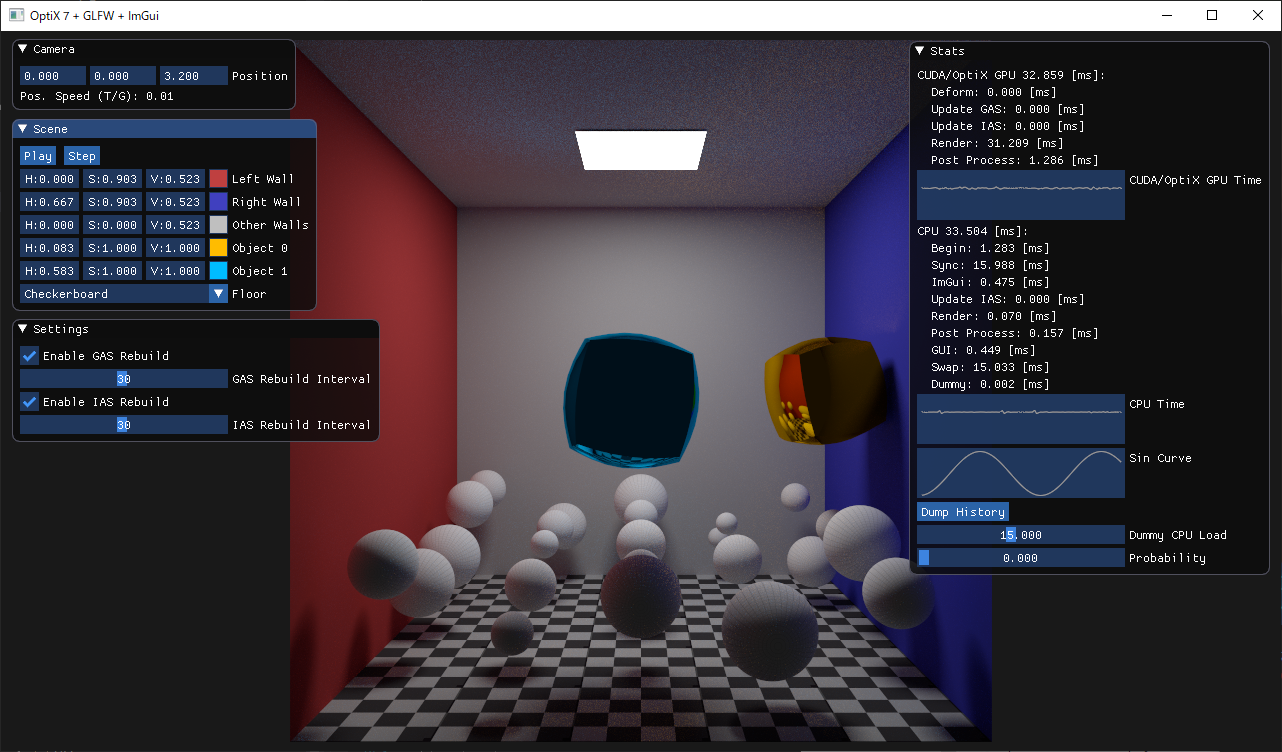 OptiX 7 + GLFW + ImGui
Camera
0.000 0.000 3.200 Position
Pos. Speed (T/G): 0.01
Scene
Play Step
H:0.000 S:0.903 V:0.523 Left Wall
H:0.667 S:0.903 V:0.523 Right Wall
H:0.000 S:0.000 V:0.523 Other Walls
H:0.083 S:1.000 V:1.000 Object 0
H:0.583 S:1.000 V:1.000 Object 1
Checkerboard Floor
Settings
Enable GAS Rebuild
30 GAS Rebuild Interval
Enable IAS Rebuild
30 IAS Rebuild Interval
Stats
CUDA/OptiX GPU 32.859 [ms]:
Deform: 0.000 [ms]
Update GAS: 0.000 [ms]
Update IAS: 0.000 [ms]
Render: 31.209 [ms]
Post Process: 1.286 [ms]
CUDA/OptiX GPU Time
CPU 33.504 [ms]:
Begin: 1.283 [ms]
Sync: 15.988 [ms]
ImGui: 0.475 [ms]
Update IAS: 0.000 [ms]
Render: 0.070 [ms]
Post Process: 0.157 [ms]
GUI: 0.449 [ms]
Swap: 15.033 [ms]
Dummy: 0.002 [ms]
CPU Time
Sin Curve
Dump History
15.000 Dummy CPU Load
0.000 Probability